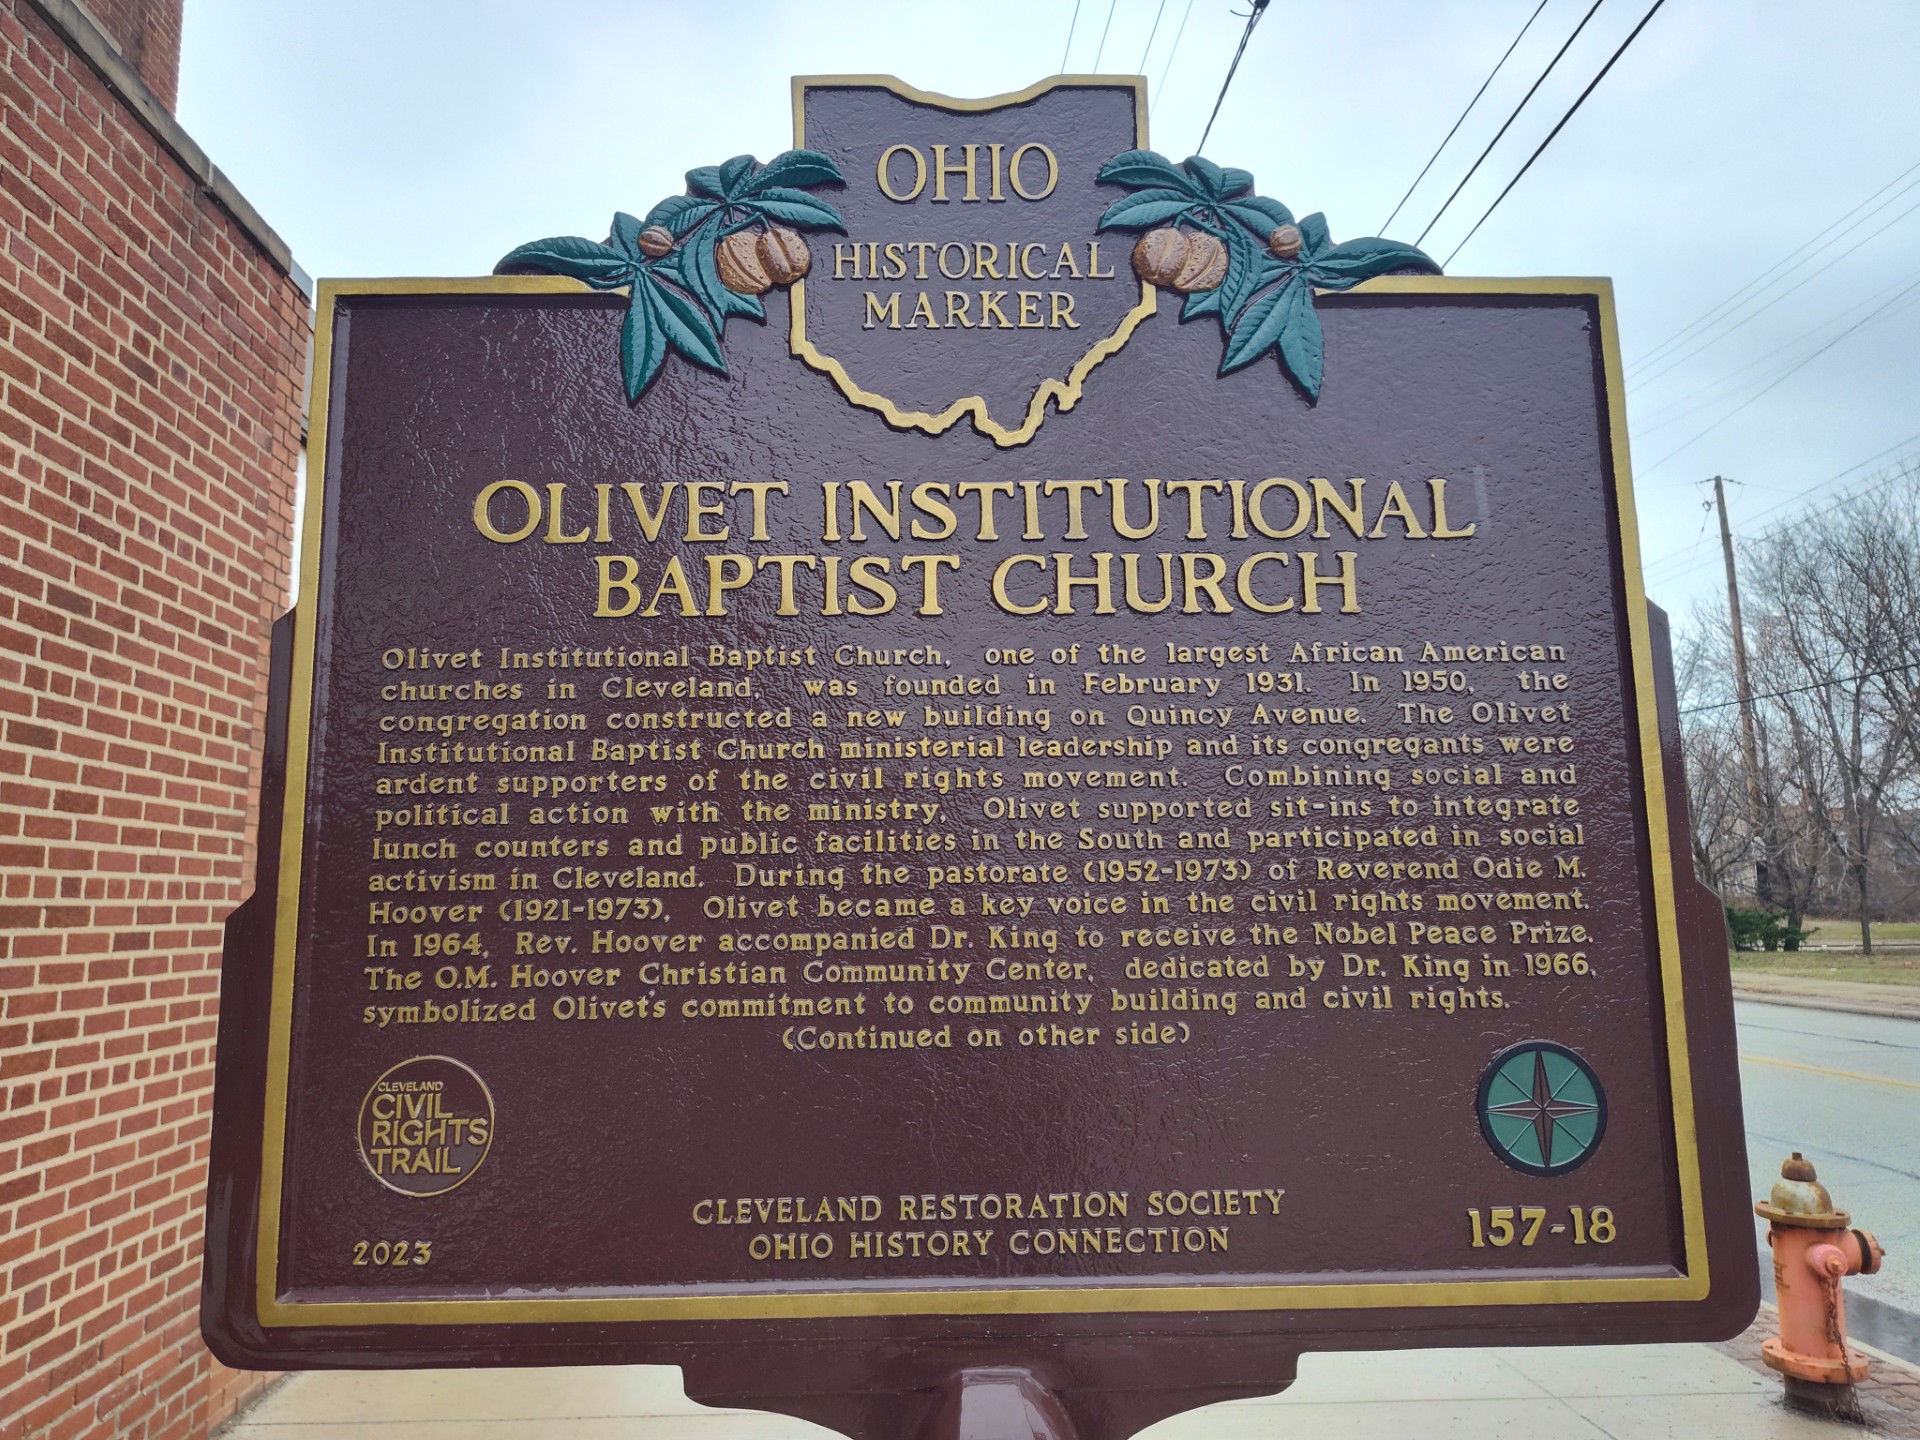 OHIO
HISTORICAL
MARKER
OLIVET INSTITUTIONAL
BAPTIST CHURCH
Olivet Institutional Baptist Church, one of the largest African American
churches in Cleveland, was founded in February 1931. In 1950, the
congregation constructed a new building on Quincy Avenue. The Olivet
Institutional Baptist Church ministerial leadership and its congregants were
ardent supporters of the civil rights movement. Combining social and
political action with the ministry, Olivet supported sit-ins to integrate
lunch counters and public facilities in the South and participated in social
activism in Cleveland. During the pastorate (1952-1973) of Reverend Odie M.
Hoover (1921-1973), Olivet became a key voice in the civil rights movement.
In 1964, Rev. Hoover accompanied Dr. King to receive the Nobel Peace Prize.
The O.M. Hoover Christian Community Center, dedicated by Dr. King in 1966,
symbolized Olivet's commitment to community building and civil rights.
(Continued on other side)
CLEVELAND
CIVIL
RIGHTS
TRAIL
2023
CLEVELAND RESTORATION SOCIETY
OHIO HISTORY CONNECTION
157-18